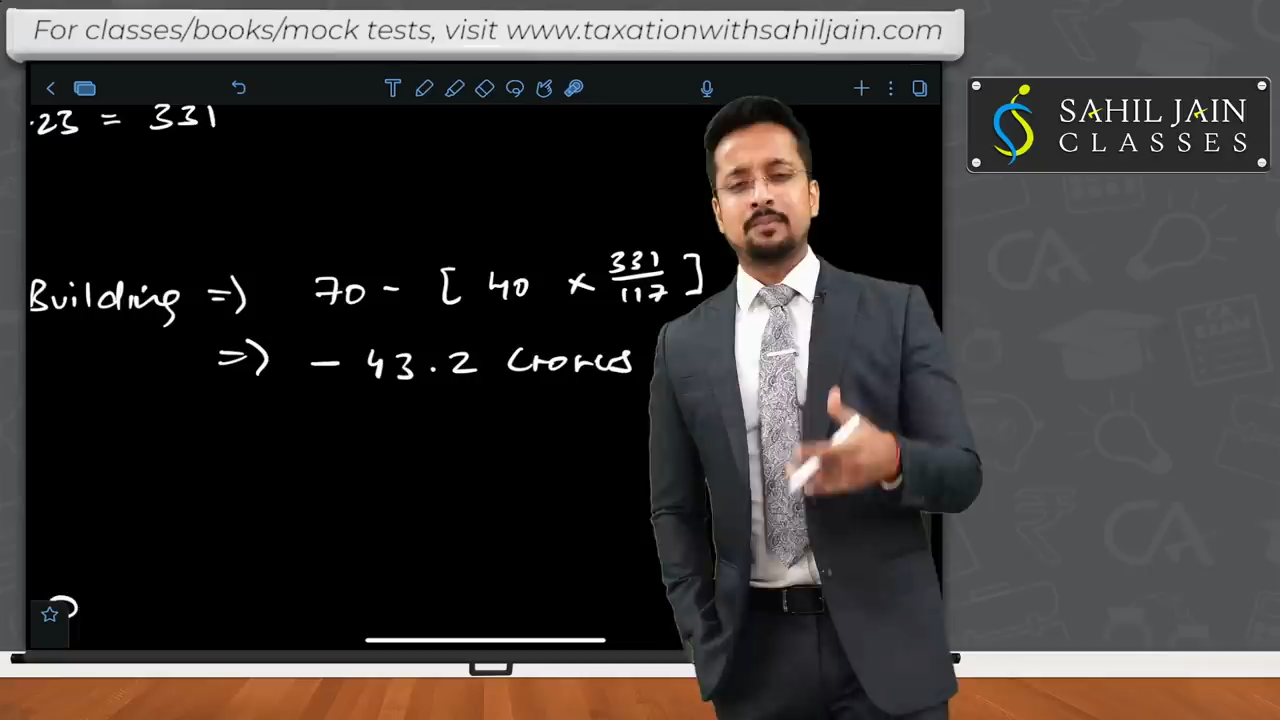 For classes/books/mock tests, visit www.taxationwithsahiljain.com
SAHIL JAIN
CLASSES
.23 = 331
Building => 70 - [ 40 × 331/117 ]
=> - 43.2 crores